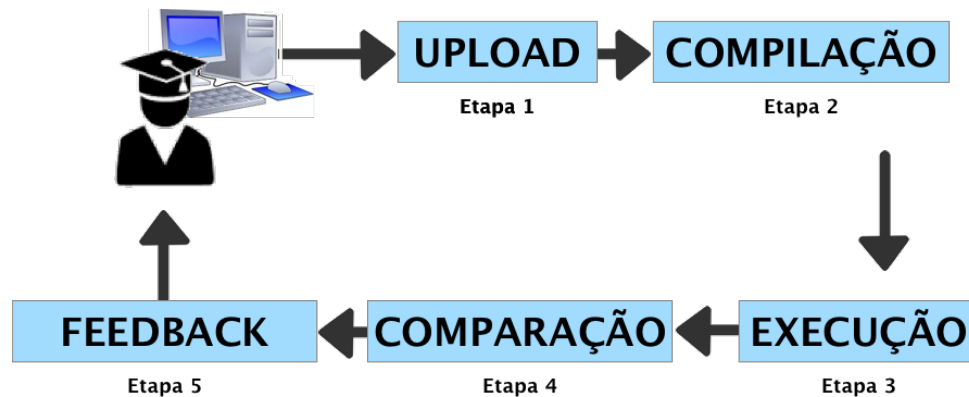 UPLOAD
Etapa 1
COMPILAÇÃO
Etapa 2
EXECUÇÃO
Etapa 3
COMPARAÇÃO
Etapa 4
FEEDBACK
Etapa 5